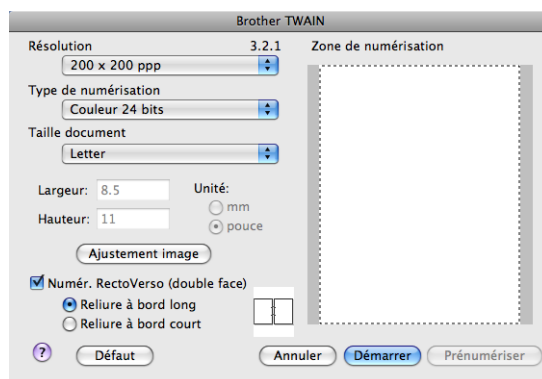 Brother TWAIN
Résolution 3.2.1
200 x 200 ppp
Type de numérisation
Couleur 24 bits
Taille document
Letter
Largeur: 8.5
Hauteur: 11
Unité:
mm
pouce
Ajustement image
Numér. RectoVerso (double face)
Reliure à bord long
Reliure à bord court
Zone de numérisation
? Défaut Annuler Démarrer Prénumériser